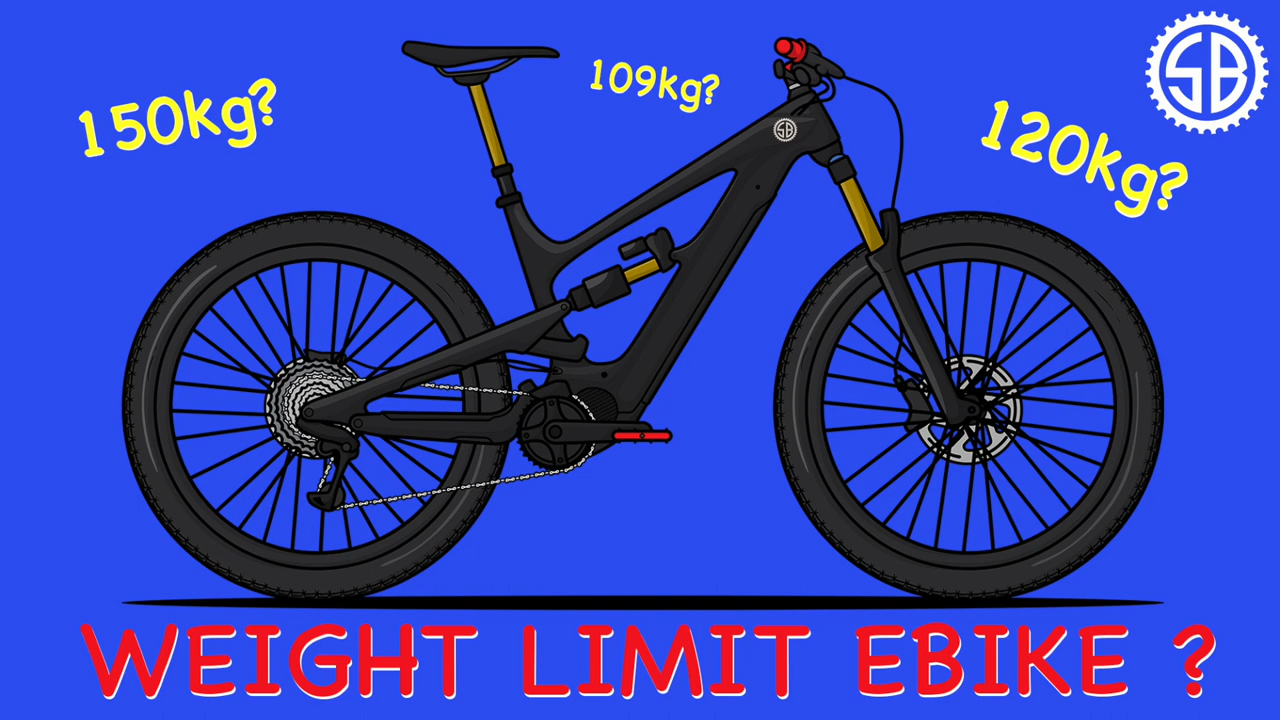 SB
109kg?
150kg?
120kg?
SB
WEIGHT LIMIT EBIKE ?